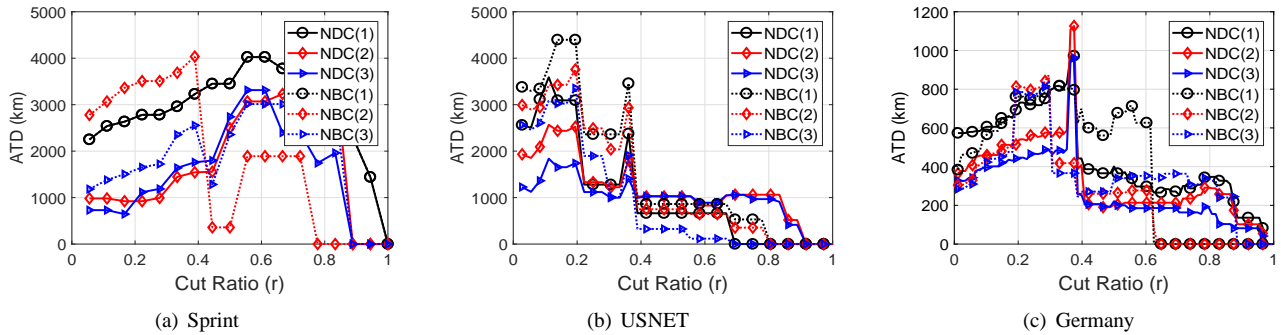 5000
4000
3000
2000
1000
0
ATD (km)
0
0.2
0.4
0.6
0.8
1
Cut Ratio (r)
NDC(1)
NDC(2)
NDC(3)
NBC(1)
NBC(2)
NBC(3)
(a) Sprint
5000
4000
3000
2000
1000
0
ATD (km)
0
0.2
0.4
0.6
0.8
1
Cut Ratio (r)
NDC(1)
NDC(2)
NDC(3)
NBC(1)
NBC(2)
NBC(3)
(b) USNET
1200
1000
800
600
400
200
0
ATD (km)
0
0.2
0.4
0.6
0.8
1
Cut Ratio (r)
NDC(1)
NDC(2)
NDC(3)
NBC(1)
NBC(2)
NBC(3)
(c) Germany